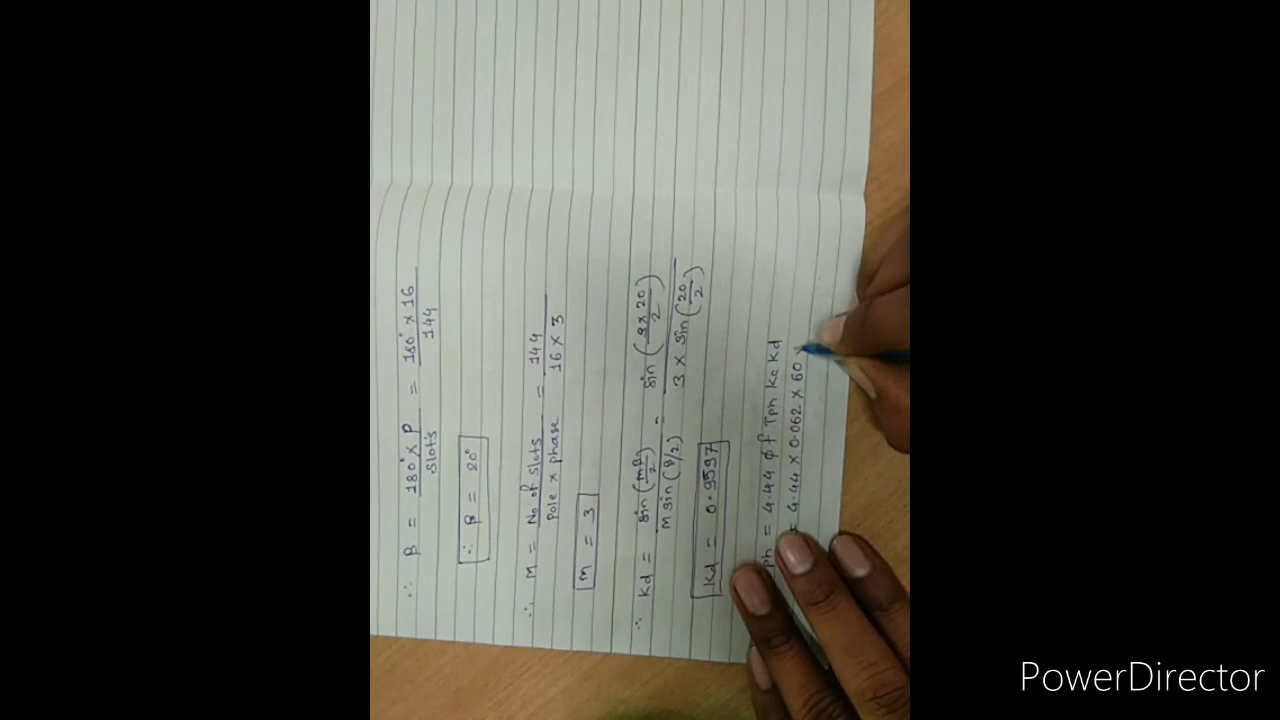 ∴ β = 180° × P / slots = 180° × 16 / 144
∴ β = 20°
∴ M = No of slots / Pole × phase = 144 / 16 × 3
m = 3
∴ Kd = sin(mβ/2) / M sin(β/2) = sin(3 × 20/2) / 3 × sin(20/2)
Kd = 0.9597
ph = 4.44 φ f Tph Kc Kd
= 4.44 × 0.062 × 60 ×
PowerDirector